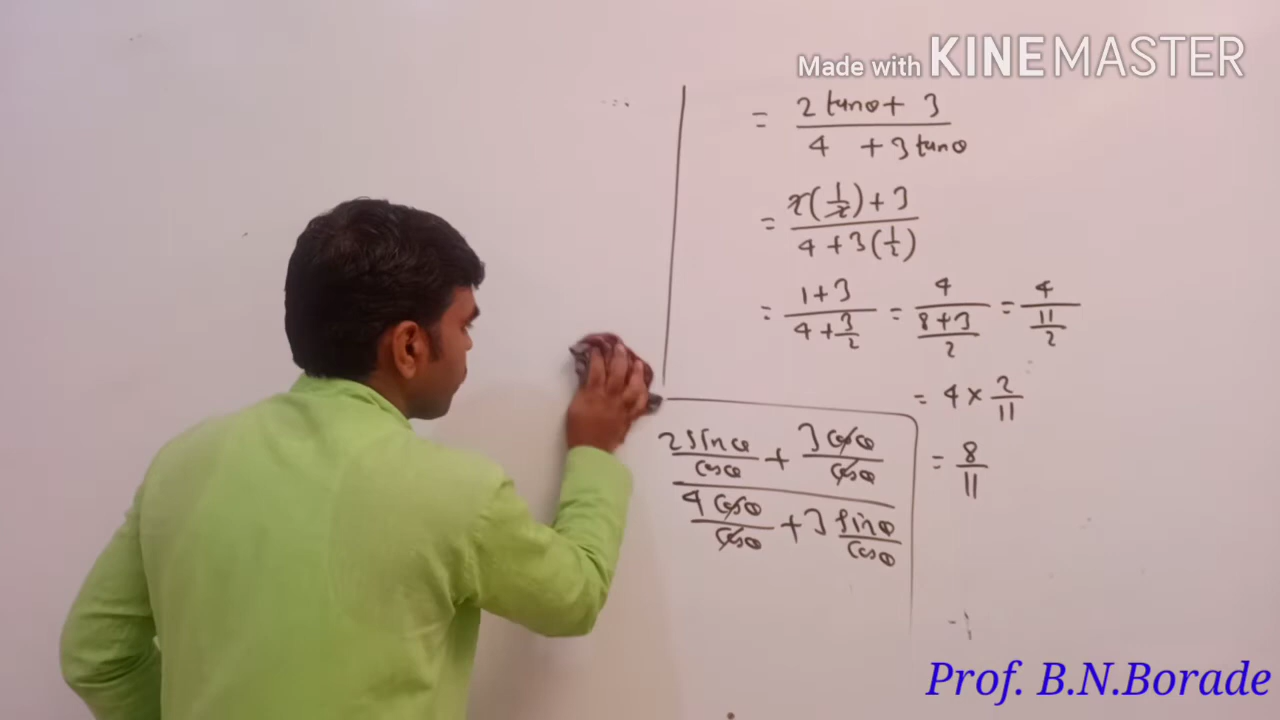 Made with KINEMASTER
= (2 tanθ + 3)/(4 + 3 tanθ)
= (2(1/2) + 3)/(4 + 3(1/2))
= (1 + 3)/(4 + 3/2) = 4/((8 + 3)/2) = 4/(11/2)
= 4 × 2/11
= 8/11
(2 sinθ/cosθ + 3 cosθ/cosθ)/(4 cosθ/cosθ + 3 sinθ/cosθ)
Prof. B.N.Borade